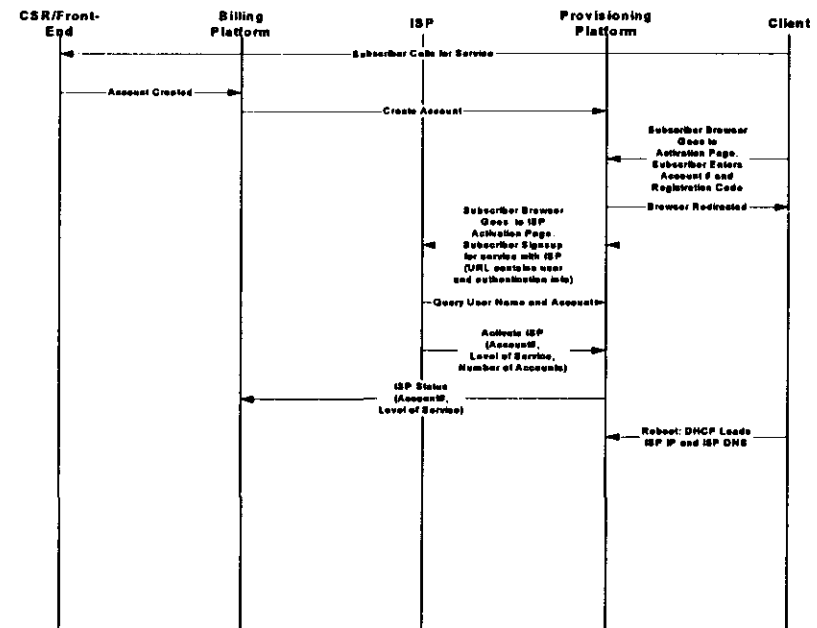 CSR/Front-
End
Billing
Platform
ISP
Provisioning
Platform
Client
Subscriber Calls for Service
Account Created
Create Account
Subscriber Browser
Goes to
Activation Page.
Subscriber Enters
Account # and
Registration Code
Browser Redirected
Subscriber Browser
Goes to ISP
Activation Page.
Subscriber Signup
for service with ISP
(URL contains user
and authentication info)
Query User Name and Account
Activate ISP
(Account#,
Level of Service,
Number of Accounts)
ISP Status
(Account#,
Level of Service)
Reboot: DHCP Loads
ISP IP and ISP DNS